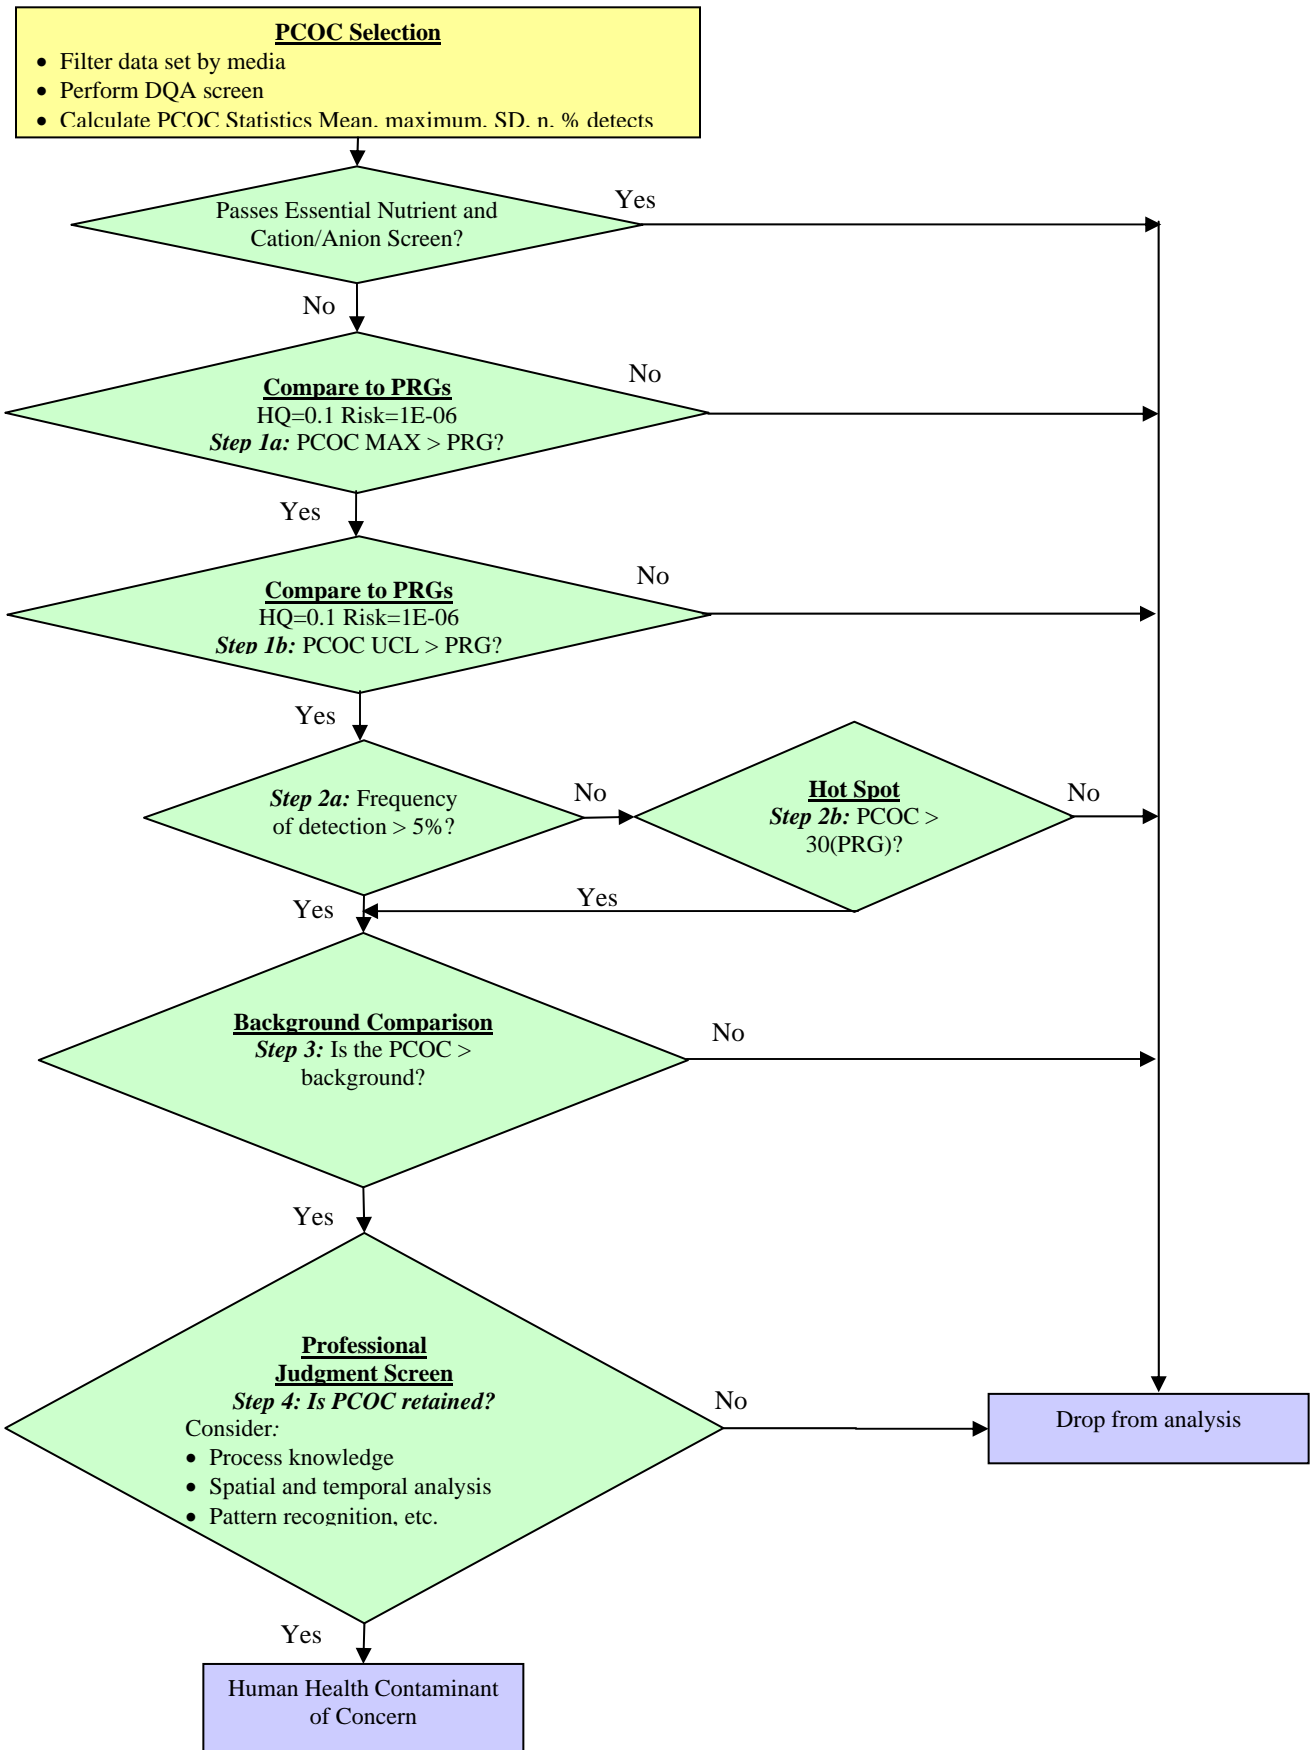 PCOC Selection
• Filter data set by media
• Perform DQA screen
• Calculate PCOC Statistics Mean, maximum, SD, n, % detects
Passes Essential Nutrient and
Cation/Anion Screen?
Yes
No
Compare to PRGs
HQ=0.1 Risk=1E-06
Step 1a: PCOC MAX > PRG?
No
Yes
Compare to PRGs
HQ=0.1 Risk=1E-06
Step 1b: PCOC UCL > PRG?
No
Yes
Step 2a: Frequency
of detection > 5%?
No
Hot Spot
Step 2b: PCOC >
30(PRG)?
No
Yes
Yes
Background Comparison
Step 3: Is the PCOC >
background?
No
Yes
Professional
Judgment Screen
Step 4: Is PCOC retained?
Consider:
• Process knowledge
• Spatial and temporal analysis
• Pattern recognition, etc.
No
Drop from analysis
Yes
Human Health Contaminant
of Concern